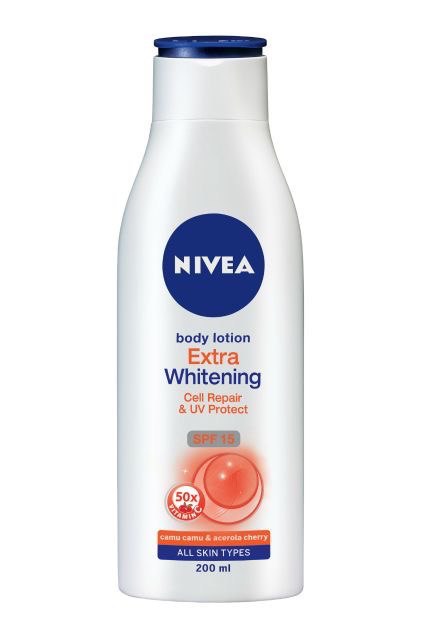 NIVEA
body lotion
Extra
Whitening
Cell Repair
& UV Protect
SPF 15
50x
VITAMIN C
camu camu & acerola cherry
ALL SKIN TYPES
200 ml